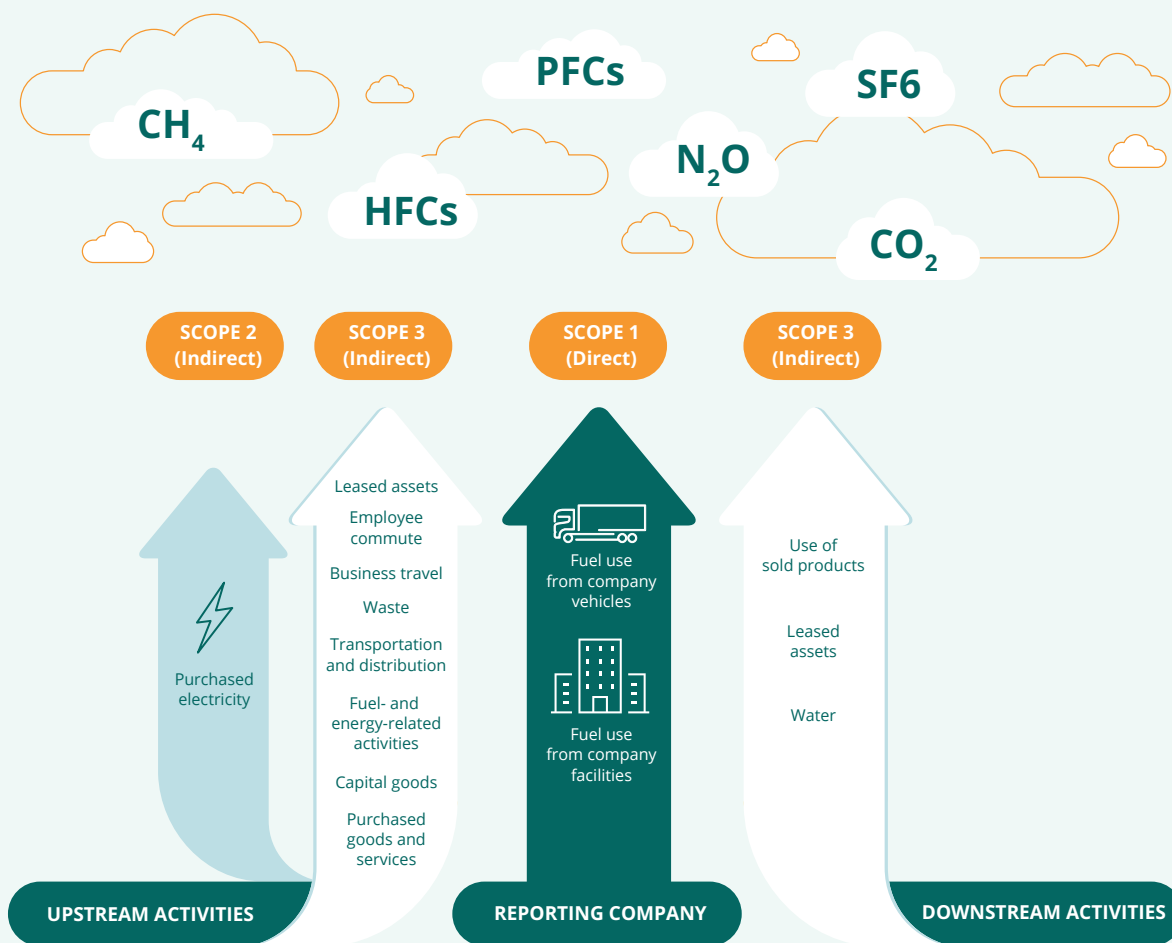 PFCs
SF6
CH₄
N₂O
HFCs
CO₂
SCOPE 2
(Indirect)
SCOPE 3
(Indirect)
SCOPE 1
(Direct)
SCOPE 3
(Indirect)
Purchased
electricity
Leased assets
Employee
commute
Business travel
Waste
Transportation
and distribution
Fuel- and
energy-related
activities
Capital goods
Purchased
goods and
services
Fuel use
from company
vehicles
Fuel use
from company
facilities
Use of
sold products
Leased
assets
Water
UPSTREAM ACTIVITIES
REPORTING COMPANY
DOWNSTREAM ACTIVITIES